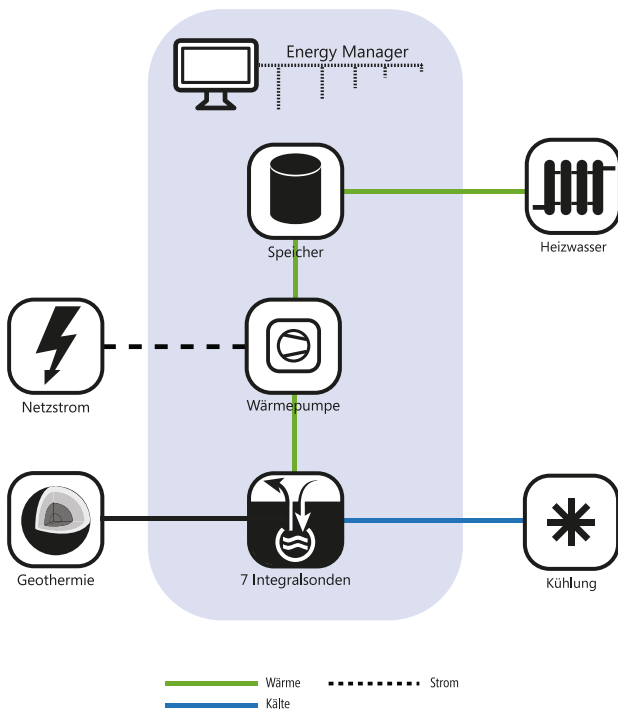 Energy Manager
Speicher
Heizwasser
Netzstrom
Wärmepumpe
Geothermie
7 Integralsonden
Kühlung
Wärme
Strom
Kälte